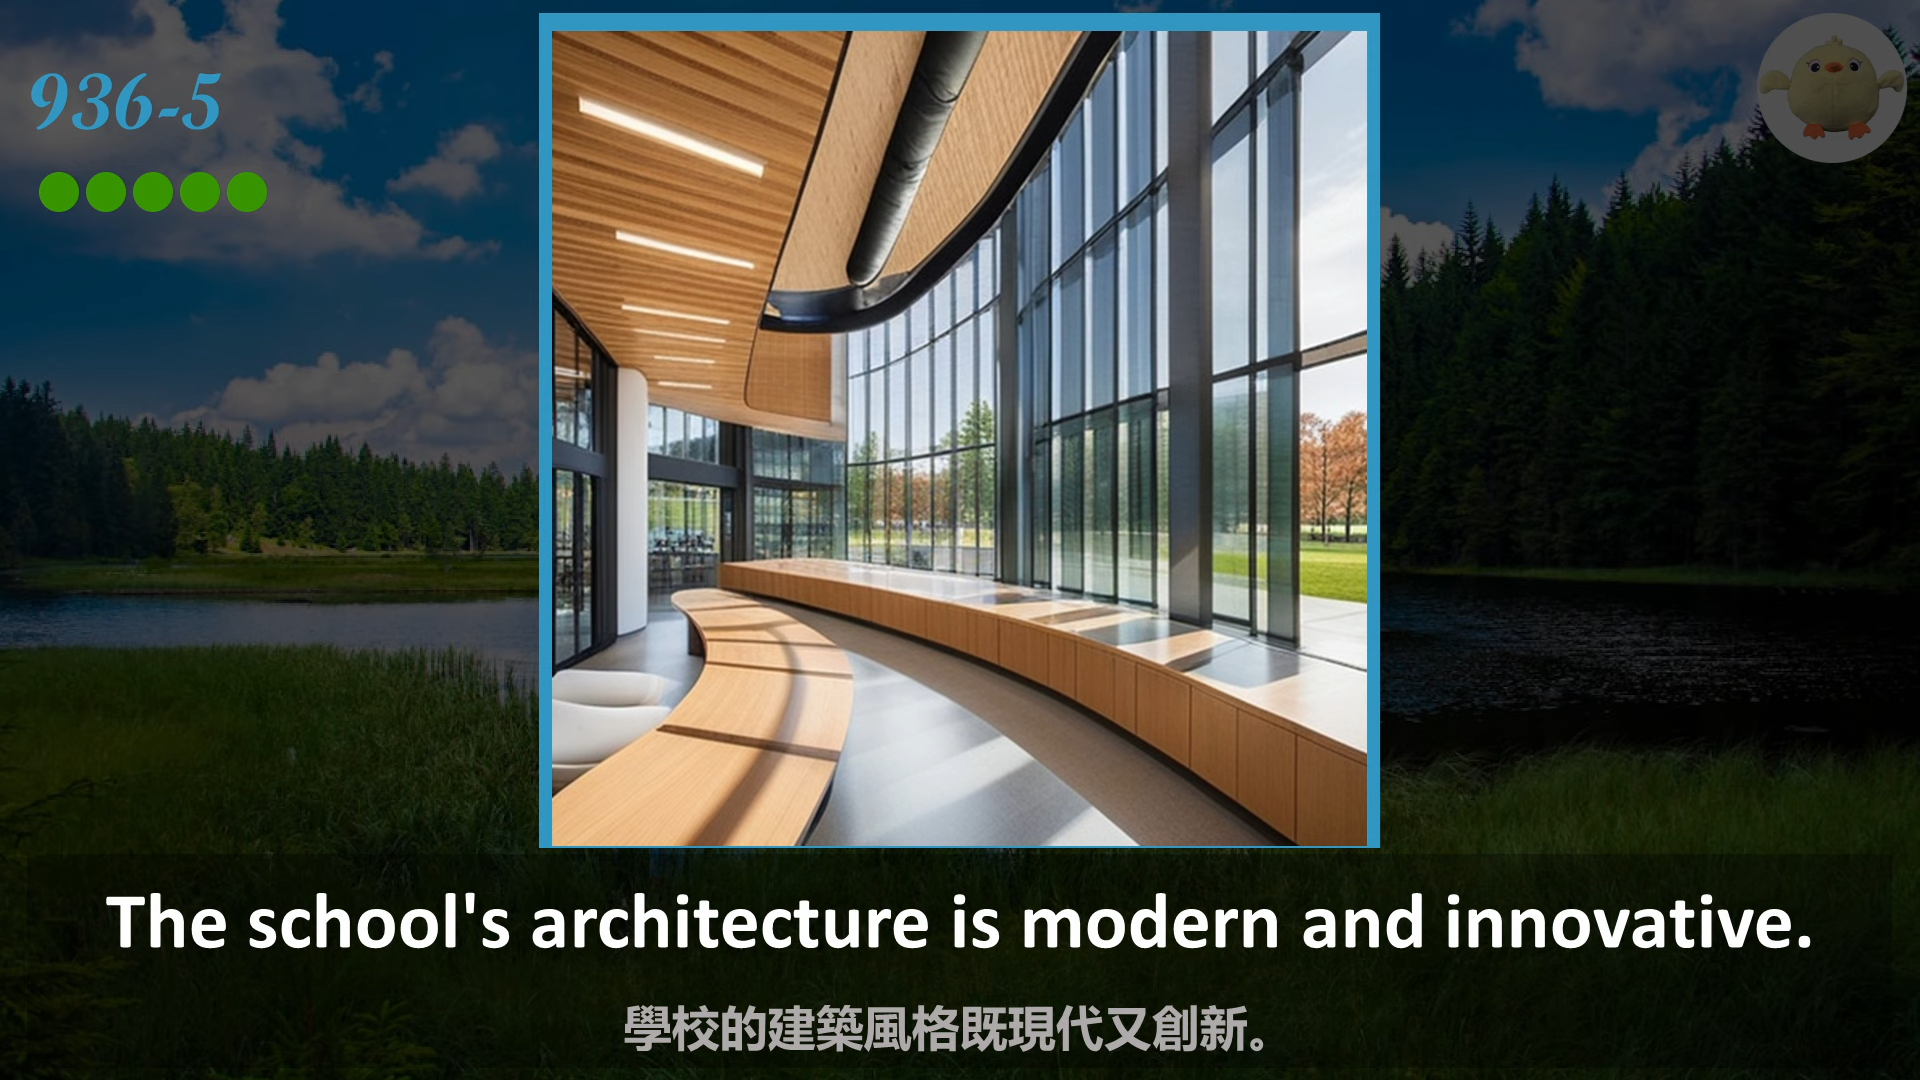 936-5
The school's architecture is modern and innovative.
學校的建築風格既現代又創新。